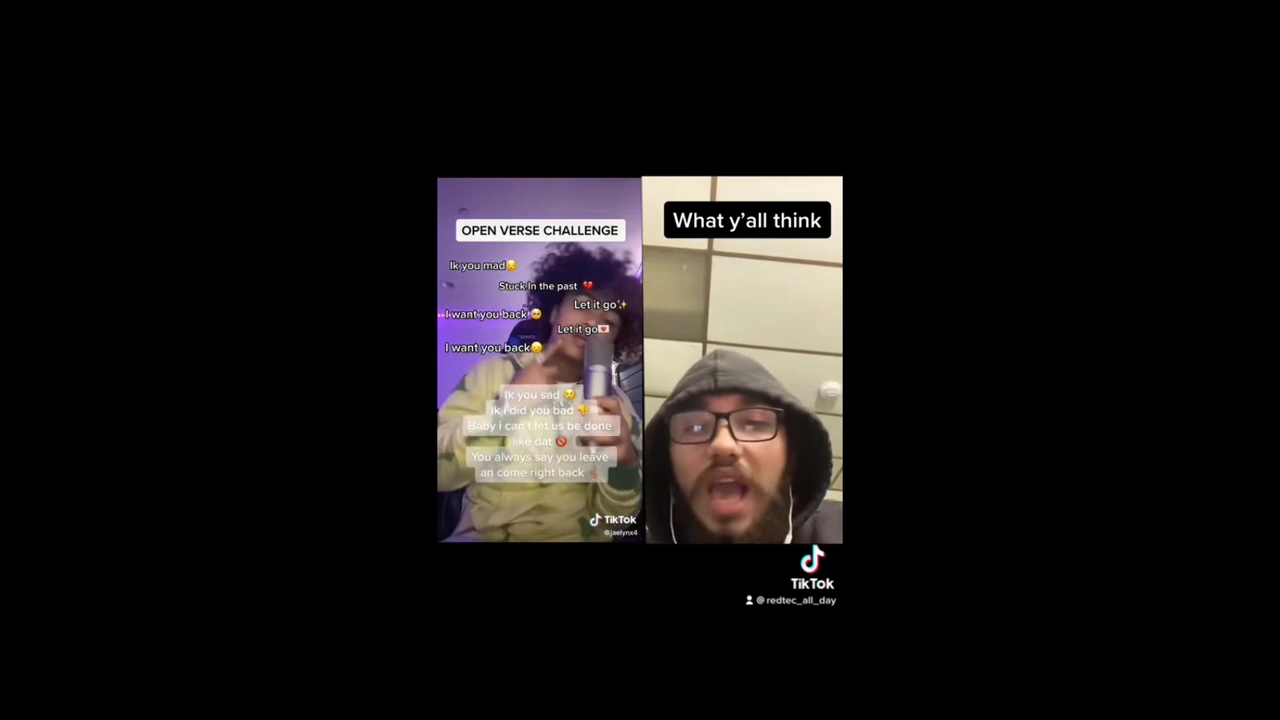 OPEN VERSE CHALLENGE
Ik you mad😒
Stuck In the past 💔
Let it go✨
I want you back 🥺
Let it go💌
I want you back😕
Ik you sad 😢
Ik i did you bad 👎
Baby i can't let us be done
like dat 🚫
You always say you leave
an come right back
TikTok
@jaelynx4
What y'all think
TikTok
@redtec_all_day